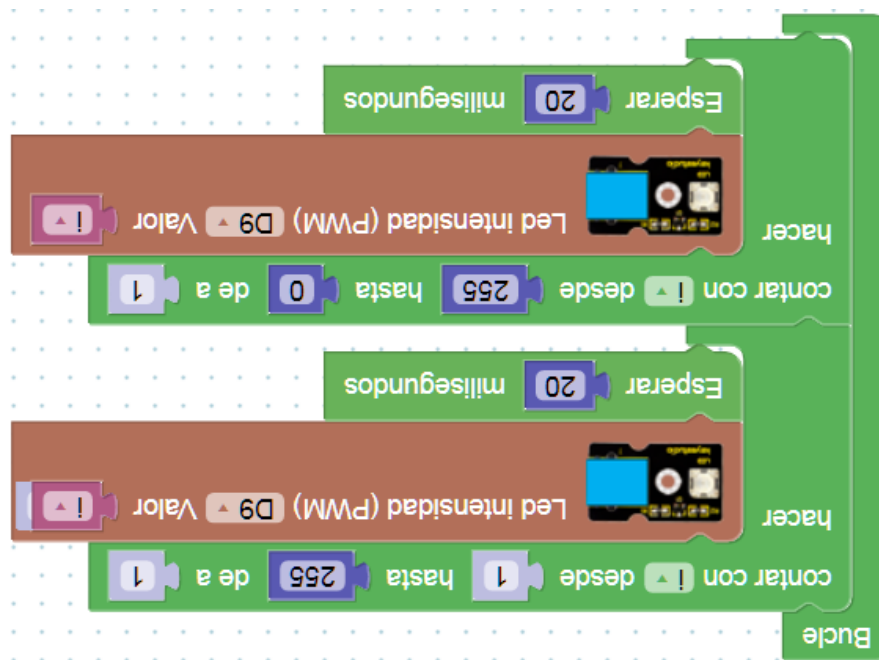 Bucle
contar con i desde 1 hasta 255 de a 1
hacer
Led intensidad (PWM) D9 Valor i
Esperar 20 milisegundos
contar con i desde 255 hasta 0 de a 1
hacer
Led intensidad (PWM) D9 Valor i
Esperar 20 milisegundos